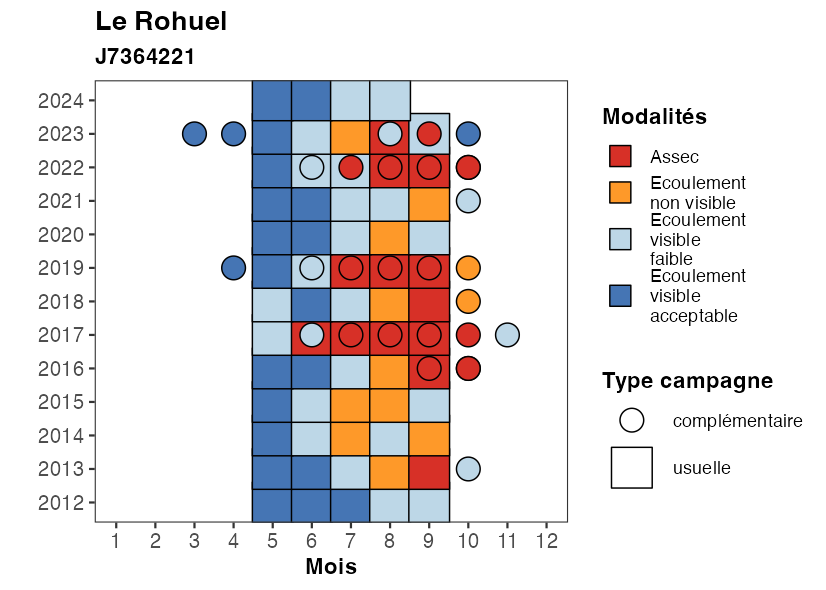 Le Rohuel
J7364221
2024
2023
2022
2021
2020
2019
2018
2017
2016
2015
2014
2013
2012
1 2 3 4 5 6 7 8 9 10 11 12
Mois
Modalités
Assec
Ecoulement
non visible
Ecoulement
visible
faible
Ecoulement
visible
acceptable
Type campagne
complémentaire
usuelle